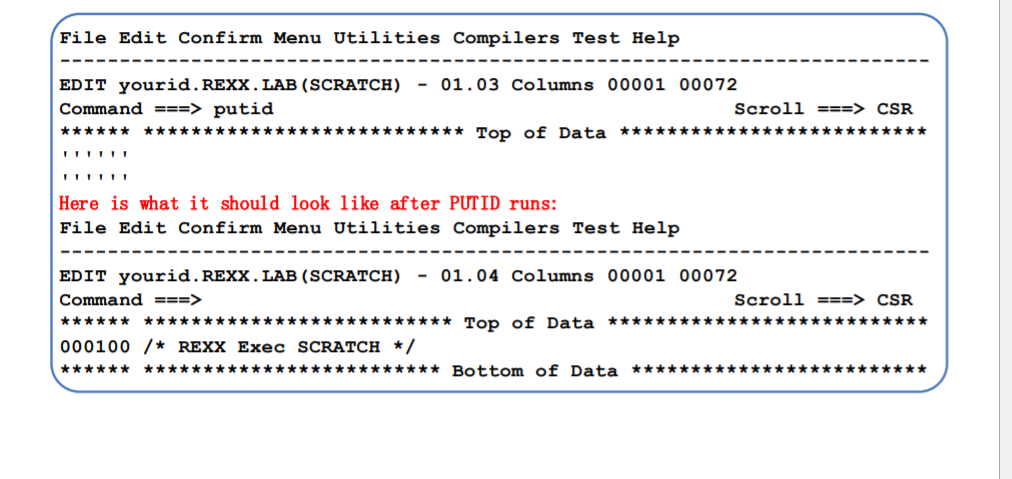 File Edit Confirm Menu Utilities Compilers Test Help
-------------------------------------------------------------------------
EDIT yourid.REXX.LAB(SCRATCH) - 01.03 Columns 00001 00072
Command ===> putid Scroll ===> CSR
****** *************************** Top of Data **************************
''''''
''''''
Here is what it should look like after PUTID runs:
File Edit Confirm Menu Utilities Compilers Test Help
-------------------------------------------------------------------------
EDIT yourid.REXX.LAB(SCRATCH) - 01.04 Columns 00001 00072
Command ===> Scroll ===> CSR
****** ************************** Top of Data ***************************
000100 /* REXX Exec SCRATCH */
****** ************************* Bottom of Data *************************